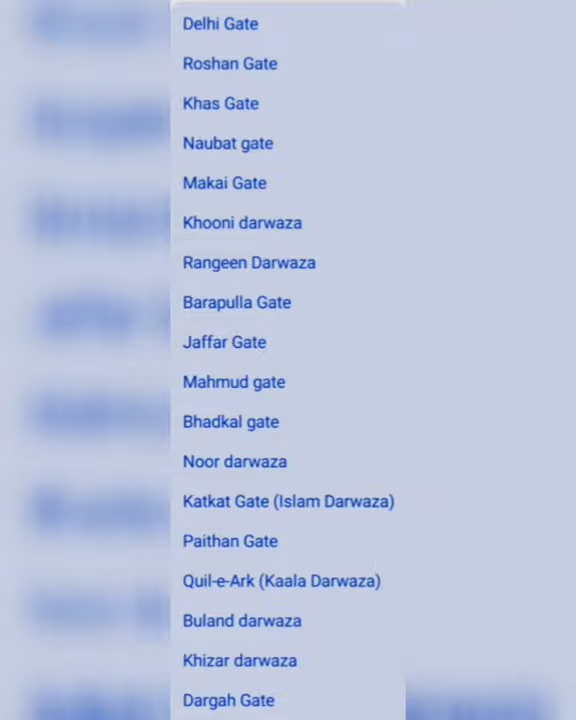 Delhi Gate
Roshan Gate
Khas Gate
Naubat gate
Makai Gate
Khooni darwaza
Rangeen Darwaza
Barapulla Gate
Jaffar Gate
Mahmud gate
Bhadkal gate
Noor darwaza
Katkat Gate (Islam Darwaza)
Paithan Gate
Quil-e-Ark (Kaala Darwaza)
Buland darwaza
Khizar darwaza
Dargah Gate